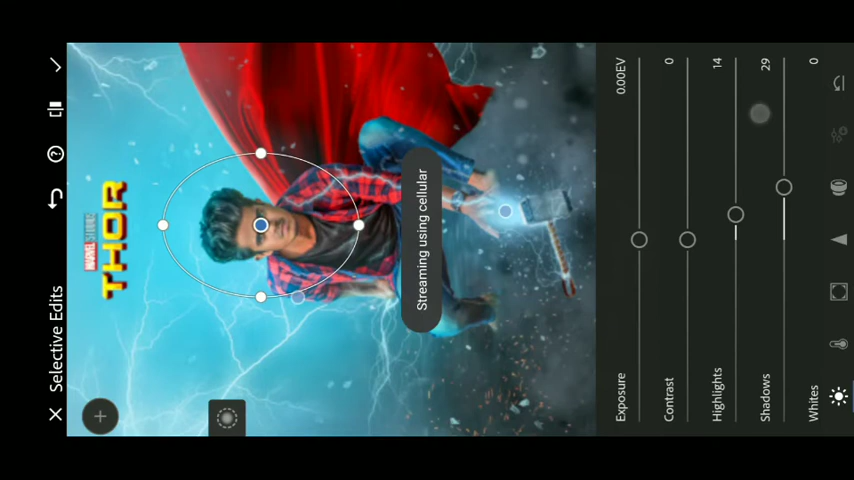 Selective Edits
MARVEL STUDIOS
THOR
Streaming using cellular
Exposure 0.00EV
Contrast 0
Highlights 14
Shadows 29
Whites 0